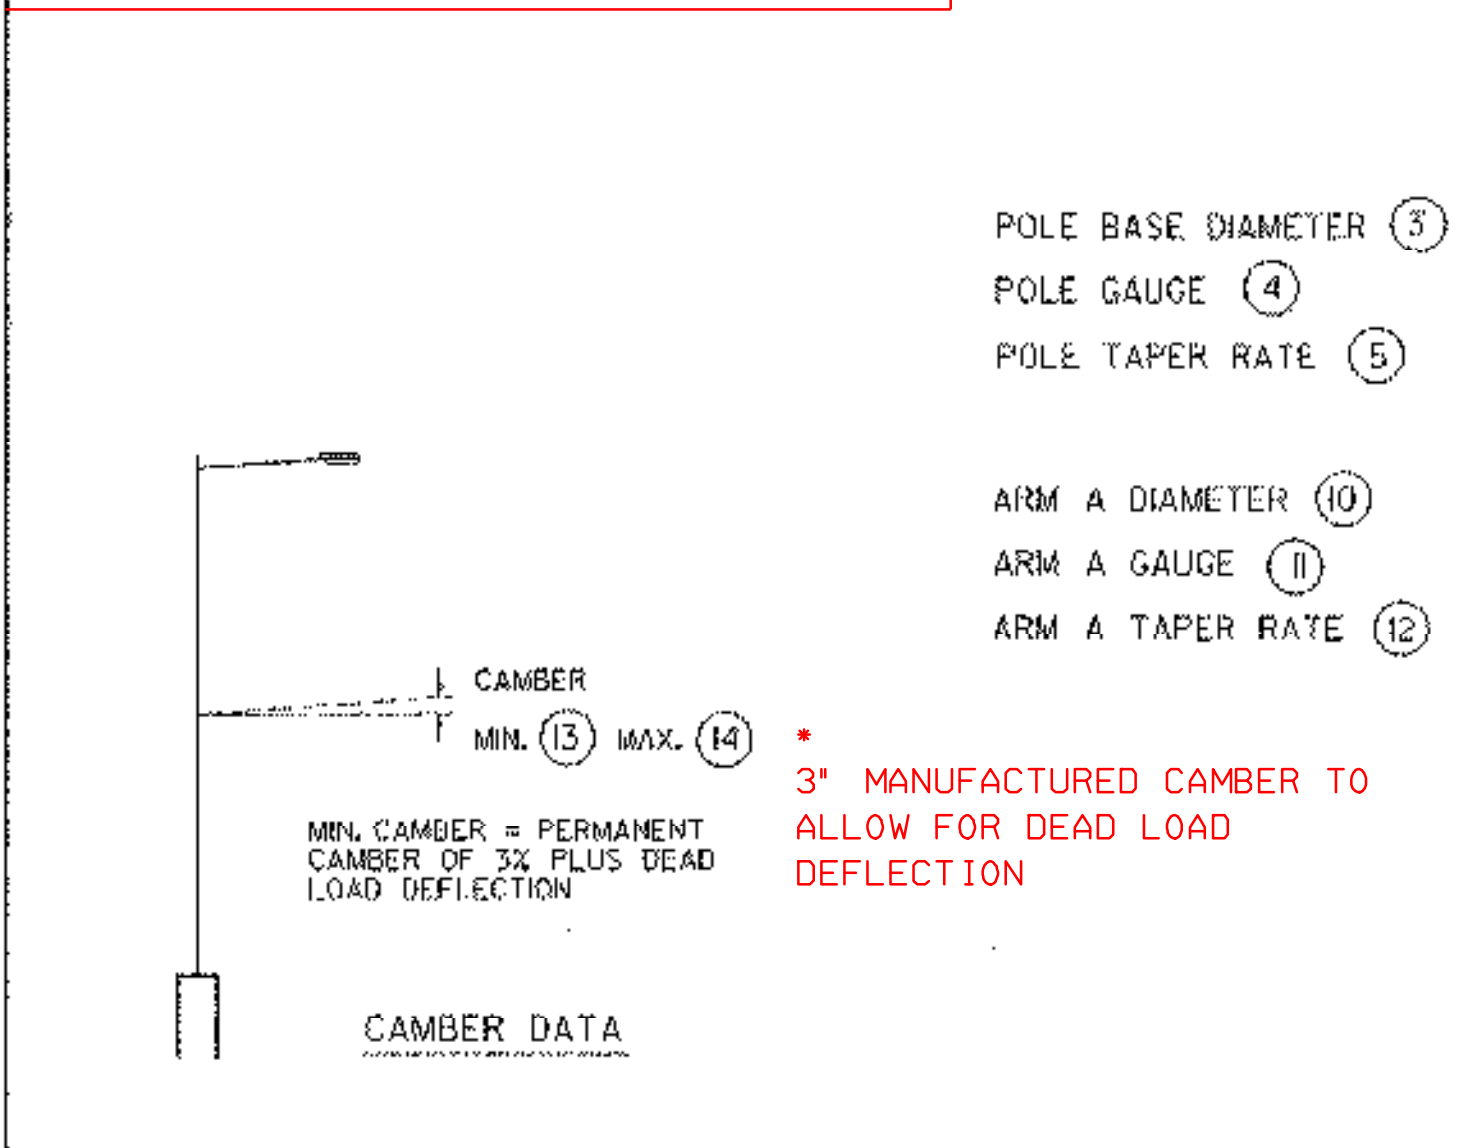 POLE BASE DIAMETER 3
POLE GAUGE 4
POLE TAPER RATE 5
ARM A DIAMETER 10
ARM A GAUGE 11
ARM A TAPER RATE 12
CAMBER
MIN. 13 MAX. 14
*
3" MANUFACTURED CAMBER TO
ALLOW FOR DEAD LOAD
DEFLECTION
MIN. CAMBER = PERMANENT
CAMBER OF 3% PLUS DEAD
LOAD DEFLECTION
CAMBER DATA